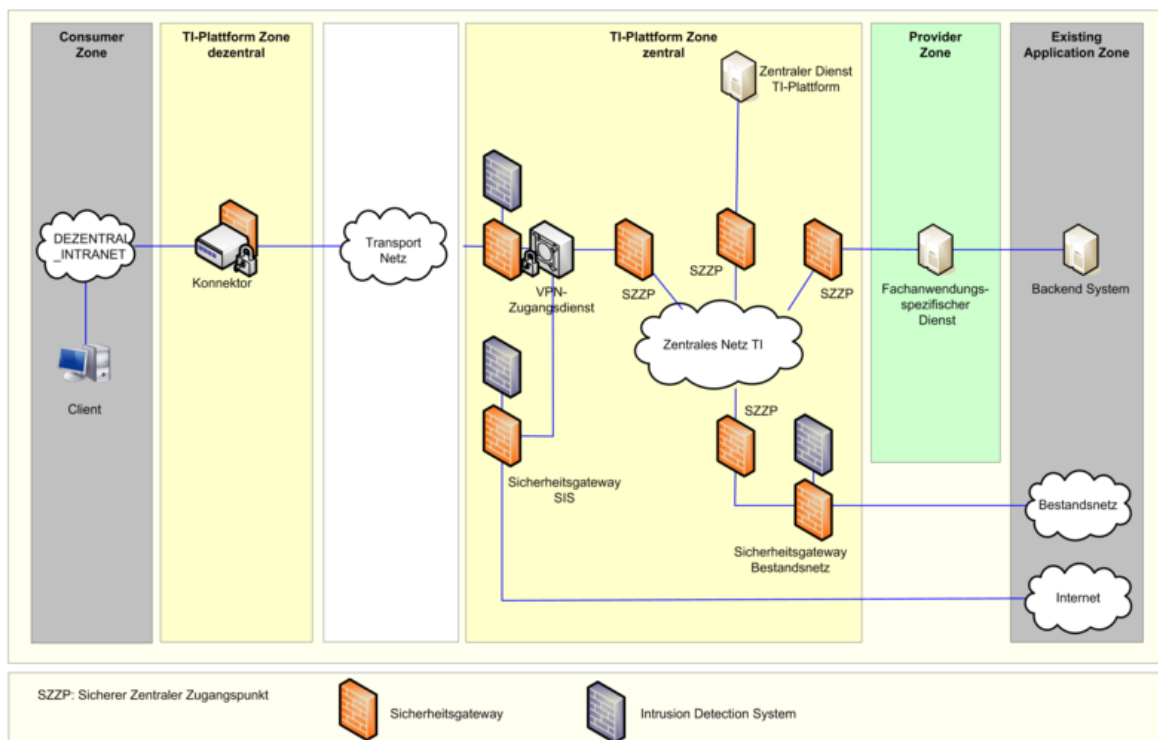 Consumer
Zone
TI-Plattform Zone
dezentral
TI-Plattform Zone
zentral
Provider
Zone
Existing
Application Zone
Zentraler Dienst
TI-Plattform
DEZENTRAL
_INTRANET
Konnektor
Transport
Netz
VPN-
Zugangsdienst
SZZP
SZZP
SZZP
Fachanwendungs-
spezifischer
Dienst
Backend System
Zentrales Netz TI
Client
SZZP
Sicherheitsgateway
SIS
Sicherheitsgateway
Bestandsnetz
Bestandsnetz
Internet
SZZP: Sicherer Zentraler Zugangspunkt
Sicherheitsgateway
Intrusion Detection System